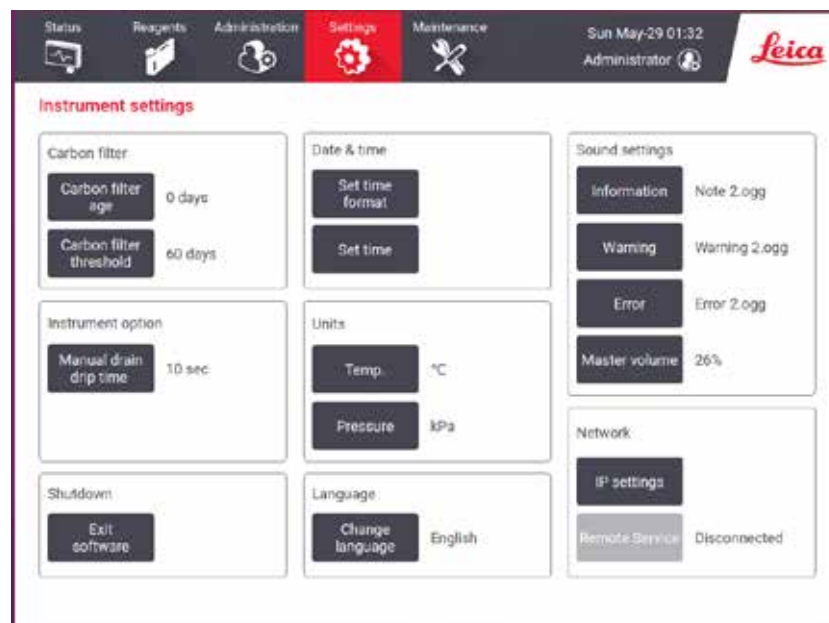 Status
Reagents
Administration
Settings
Maintenance
Sun May-29 01:32
Administrator
Leica
Instrument settings
Carbon filter
Carbon filter
age
0 days
Carbon filter
threshold
60 days
Instrument option
Manual drain
drip time
10 sec
Shutdown
Exit
software
Date & time
Set time
format
Set time
Units
Temp.
°C
Pressure
kPa
Language
Change
language
English
Sound settings
Information
Note 2.ogg
Warning
Warning 2.ogg
Error
Error 2.ogg
Master volume
26%
Network
IP settings
Remote Service
Disconnected